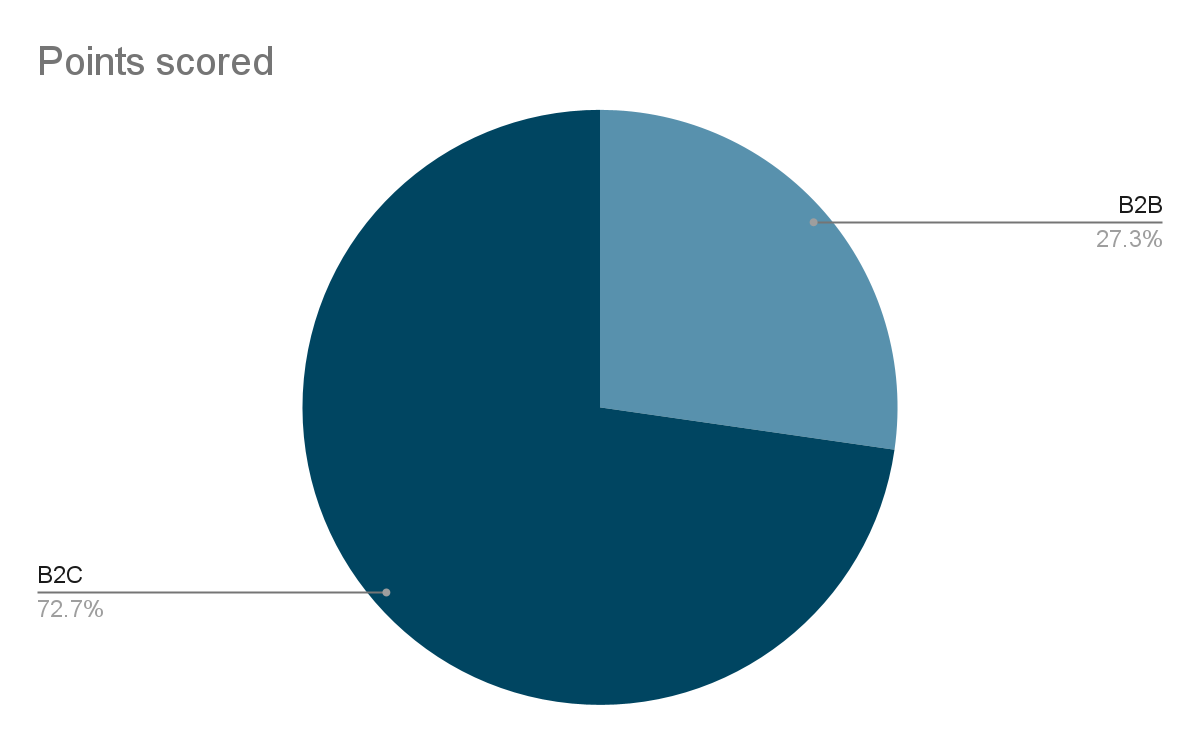 Points scored
B2B
27.3%
B2C
72.7%